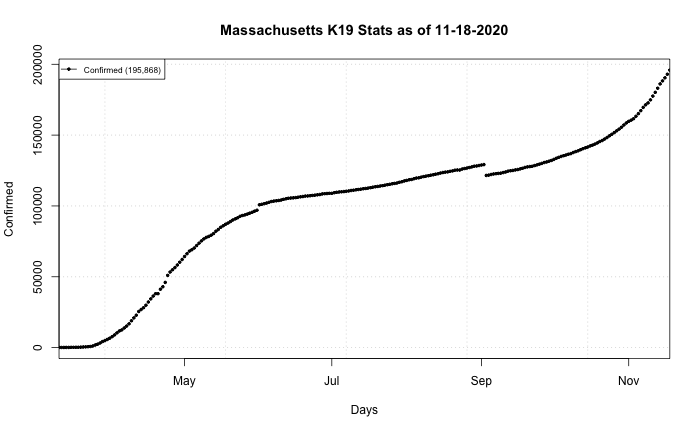 Massachusetts K19 Stats as of 11-18-2020
Confirmed (195,868)
200000
150000
100000
50000
0
Confirmed
May Jul Sep Nov
Days